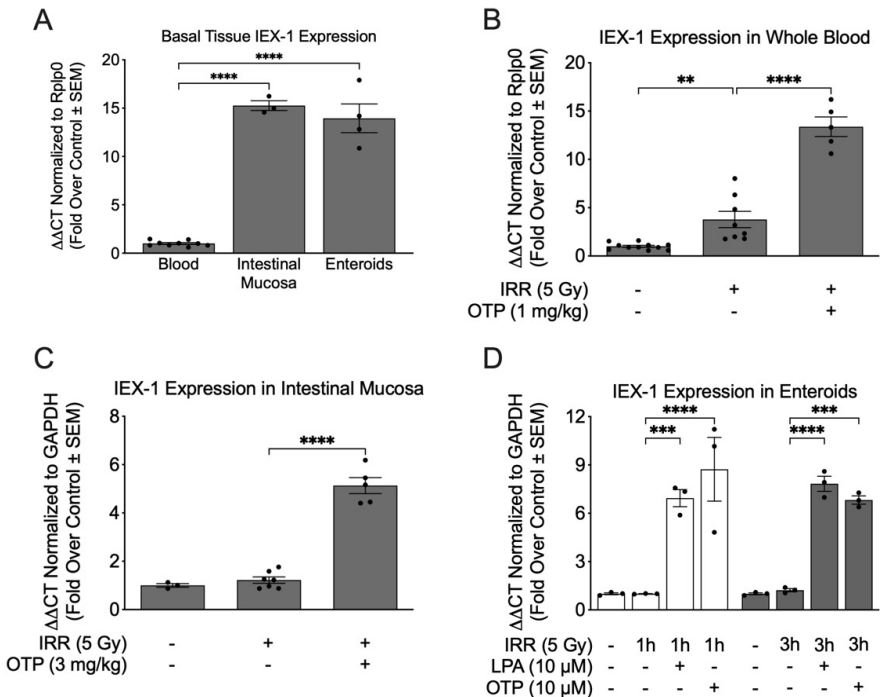 A
Basal Tissue IEX-1 Expression
ΔΔCT Normalized to Rplp0
(Fold Over Control ± SEM)
20
15
10
5
0
****
****
Blood
Intestinal
Mucosa
Enteroids
B
IEX-1 Expression in Whole Blood
ΔΔCT Normalized to Rplp0
(Fold Over Control ± SEM)
20
15
10
5
0
**
****
IRR (5 Gy) - + +
OTP (1 mg/kg) - - +
C
IEX-1 Expression in Intestinal Mucosa
ΔΔCT Normalized to GAPDH
(Fold Over Control ± SEM)
8
6
4
2
0
****
IRR (5 Gy) - + +
OTP (3 mg/kg) - - +
D
IEX-1 Expression in Enteroids
ΔΔCT Normalized to GAPDH
(Fold Over Control ± SEM)
12
9
6
3
0
****
***
***
****
IRR (5 Gy) - 1h 1h 1h - 3h 3h 3h
LPA (10 μM) - - + - - - + -
OTP (10 μM) - - - + - - - +